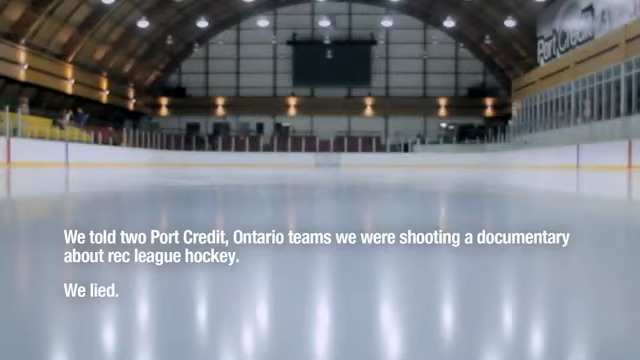 Port Credit
We told two Port Credit, Ontario teams we were shooting a documentary
about rec league hockey.
We lied.